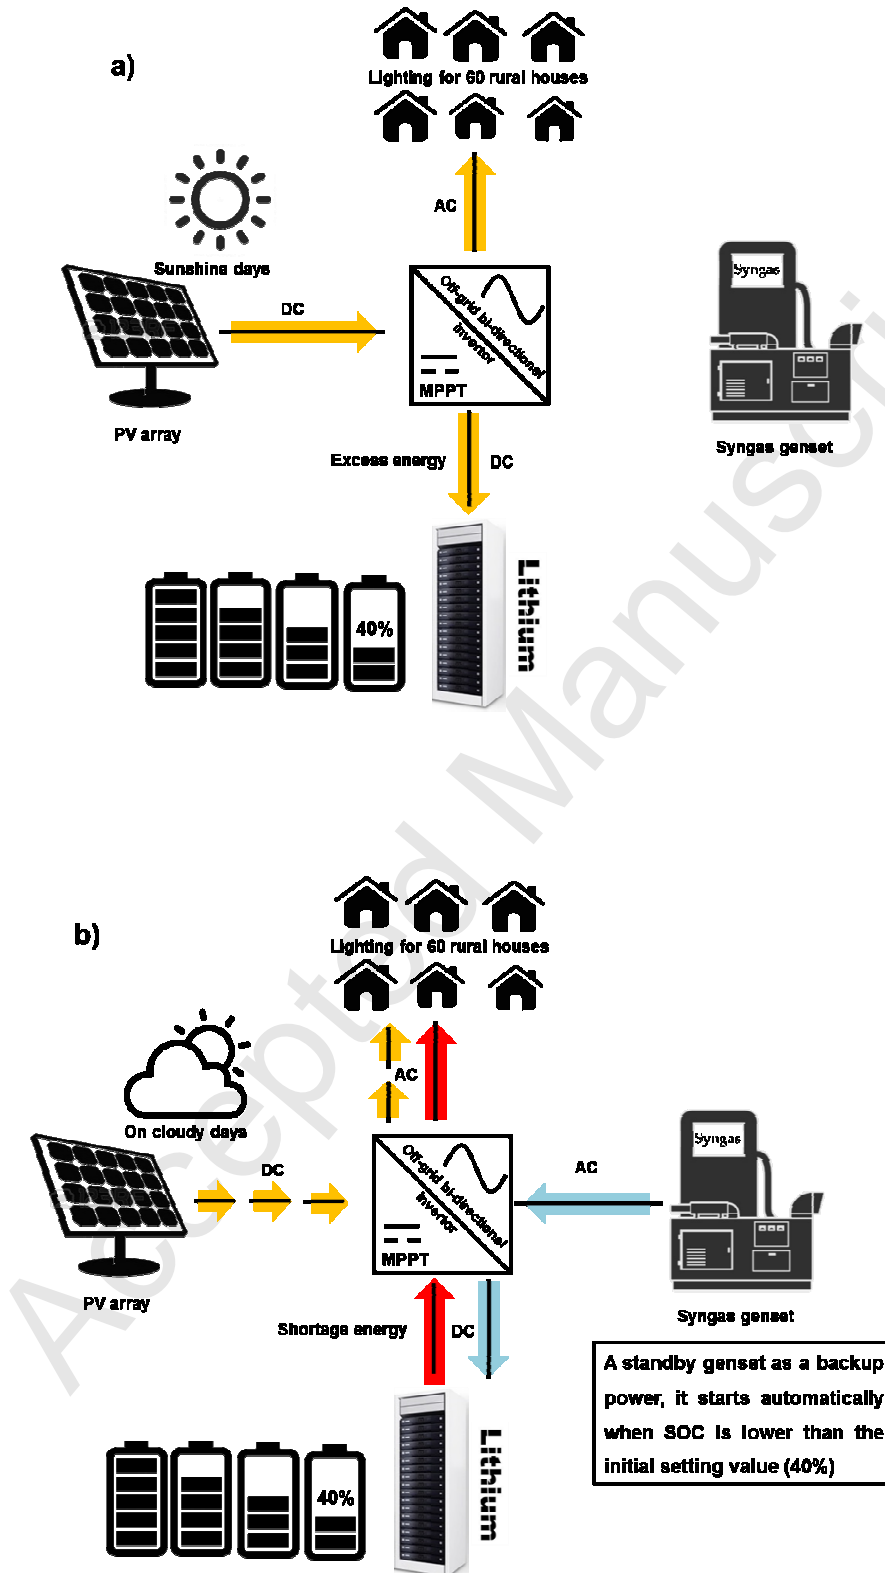 a)
Lighting for 60 rural houses
AC
Sunshine days
Syngas
DC
Off-grid bi-directional
invertor
MPPT
PV array
Syngas genset
Excess energy
DC
Lithium
40%
b)
Lighting for 60 rural houses
AC
On cloudy days
Syngas
DC
AC
Off-grid bi-directional
invertor
MPPT
PV array
Syngas genset
Shortage energy
DC
A standby genset as a backup
power, it starts automatically
when SOC is lower than the
initial setting value (40%)
Lithium
40%
Accepted Manuscri